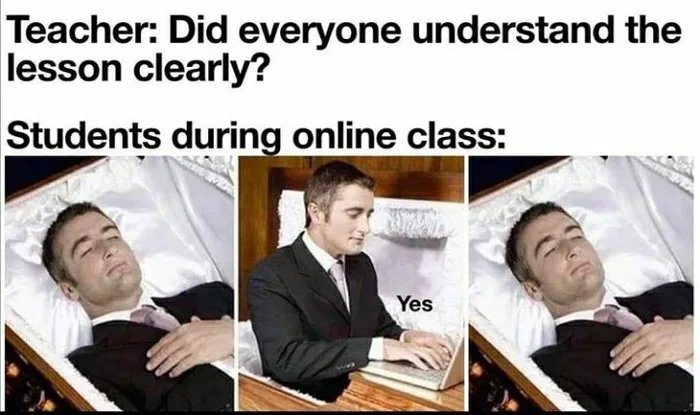 Teacher: Did everyone understand the
lesson clearly?
Students during online class:
Yes